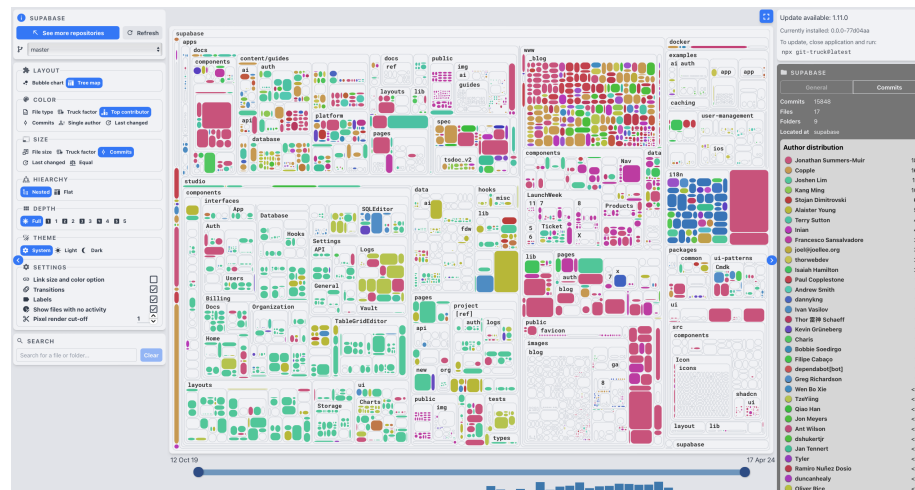 SUPABASE
See more repositories
Refresh
master
LAYOUT
Bubble chart
Tree map
COLOR
File type
Truck factor
Top contributor
Commits
Single author
Last changed
SIZE
File size
Truck factor
Commits
Last changed
Equal
HIERARCHY
Nested
Flat
DEPTH
Full 1 2 3 4 5
THEME
System
Light
Dark
SETTINGS
Link size and color option
Transitions
Labels
Show files with no activity
Pixel render cut-off 1
SEARCH
Search for a file or folder...
Clear
supabase
apps
docs
components
content/guides
ai
auth
api
platform
database
docs
ref
layouts
lib
pages
public
img
ai
guides
spec
tsdoc_v2
studio
components
interfaces
App
Auth
Users
Database
Hooks
SQLEditor
Settings
API
Logs
General
Vault
Billing
Docs
Organization
TableGridEditor
Home
layouts
ui
Charts
Storage
data
ai
fdw
hooks
misc
lib
pages
api
new
org
project
[ref]
auth
logs
public
img
tests
types
www
_blog
components
data
Nav
LaunchWeek
11 7
8
X
Products
Ticket
6
lib
pages
auth
blog
7
x
public
favicon
images
blog
ga
8
docker
examples
ai
auth
app
app
caching
user-management
ios
i18n
packages
common
ui-patterns
Cmdk
ui
src
components
Icon
icons
shadcn
ui
layout
lib
supabase
12 Oct 19
17 Apr 24
Update available: 1.11.0
Currently installed: 0.0.0-77d04aa
To update, close application and run:
npx git-truck@latest
SUPABASE
General
Commits
Commits 15848
Files 17
Folders 9
Located at supabase
Author distribution
Jonathan Summers-Muir
Copple
Joshen Lim
Kang Ming
Stojan Dimitrovski
Alaister Young
Terry Sutton
Inian
Francesco Sansalvadore
joel@joellee.org
thorwebdev
Isaiah Hamilton
Paul Copplestone
Andrew Smith
dannykng
Ivan Vasilov
Thor 雷神 Schaeff
Kevin Grüneberg
Charis
Bobbie Soedirgo
Filipe Cabaço
dependabot[bot]
Greg Richardson
Wen Bo Xie
TzeYiing
Qiao Han
Jon Meyers
Ant Wilson
dshukertjr
Jan Tennert
Tyler
Ramiro Nuñez Dosio
duncanhealy
Oliver Rice